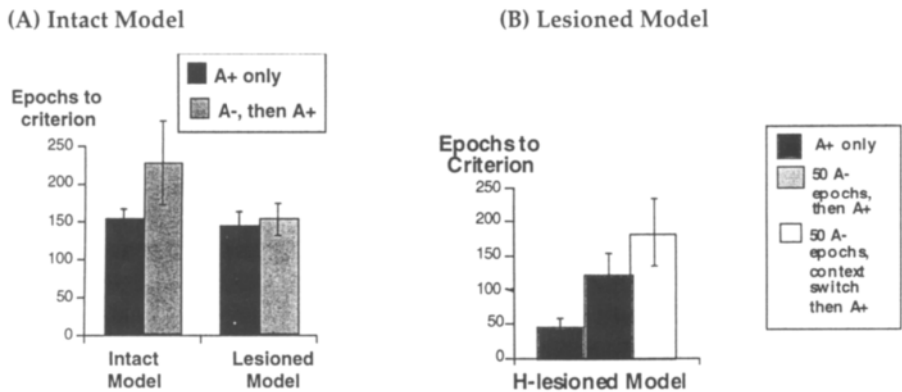 (A) Intact Model
A+ only
A-, then A+
Epochs to
criterion
250
200
150
100
50
0
Intact
Model
Lesioned
Model
(B) Lesioned Model
Epochs to
Criterion
250
200
150
100
50
0
H-lesioned Model
A+ only
50 A-
epochs,
then A+
50 A-
epochs,
context
switch
then A+